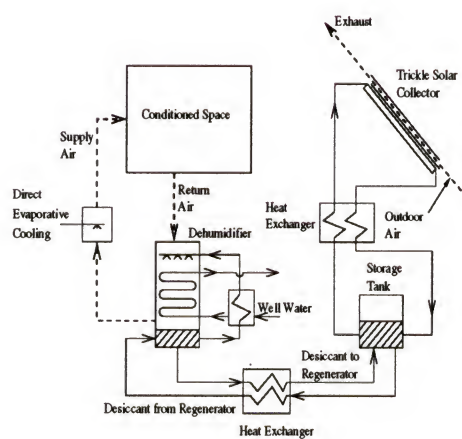 Exhaust
Trickle Solar
Collector
Conditioned Space
Supply
Air
Return
Air
Direct
Evaporative
Cooling
Heat
Exchanger
Outdoor
Air
Dehumidifier
Storage
Tank
Well Water
Desiccant to
Regenerator
Desiccant from Regenerator
Heat Exchanger